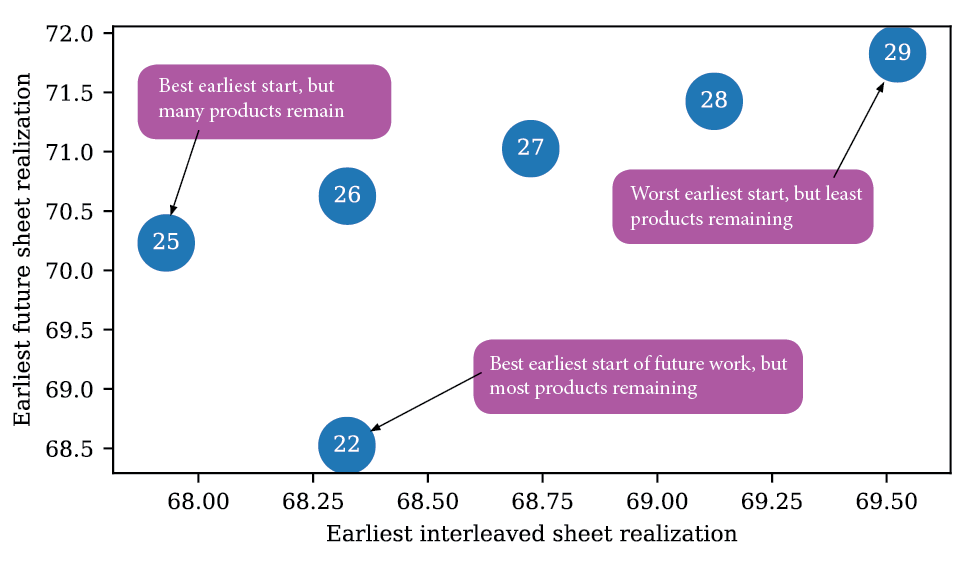 72.0
71.5
71.0
70.5
70.0
69.5
69.0
68.5
Earliest future sheet realization
Best earliest start, but
many products remain
29
28
27
26
25
Worst earliest start, but least
products remaining
Best earliest start of future work, but
most products remaining
22
68.00 68.25 68.50 68.75 69.00 69.25 69.50
Earliest interleaved sheet realization